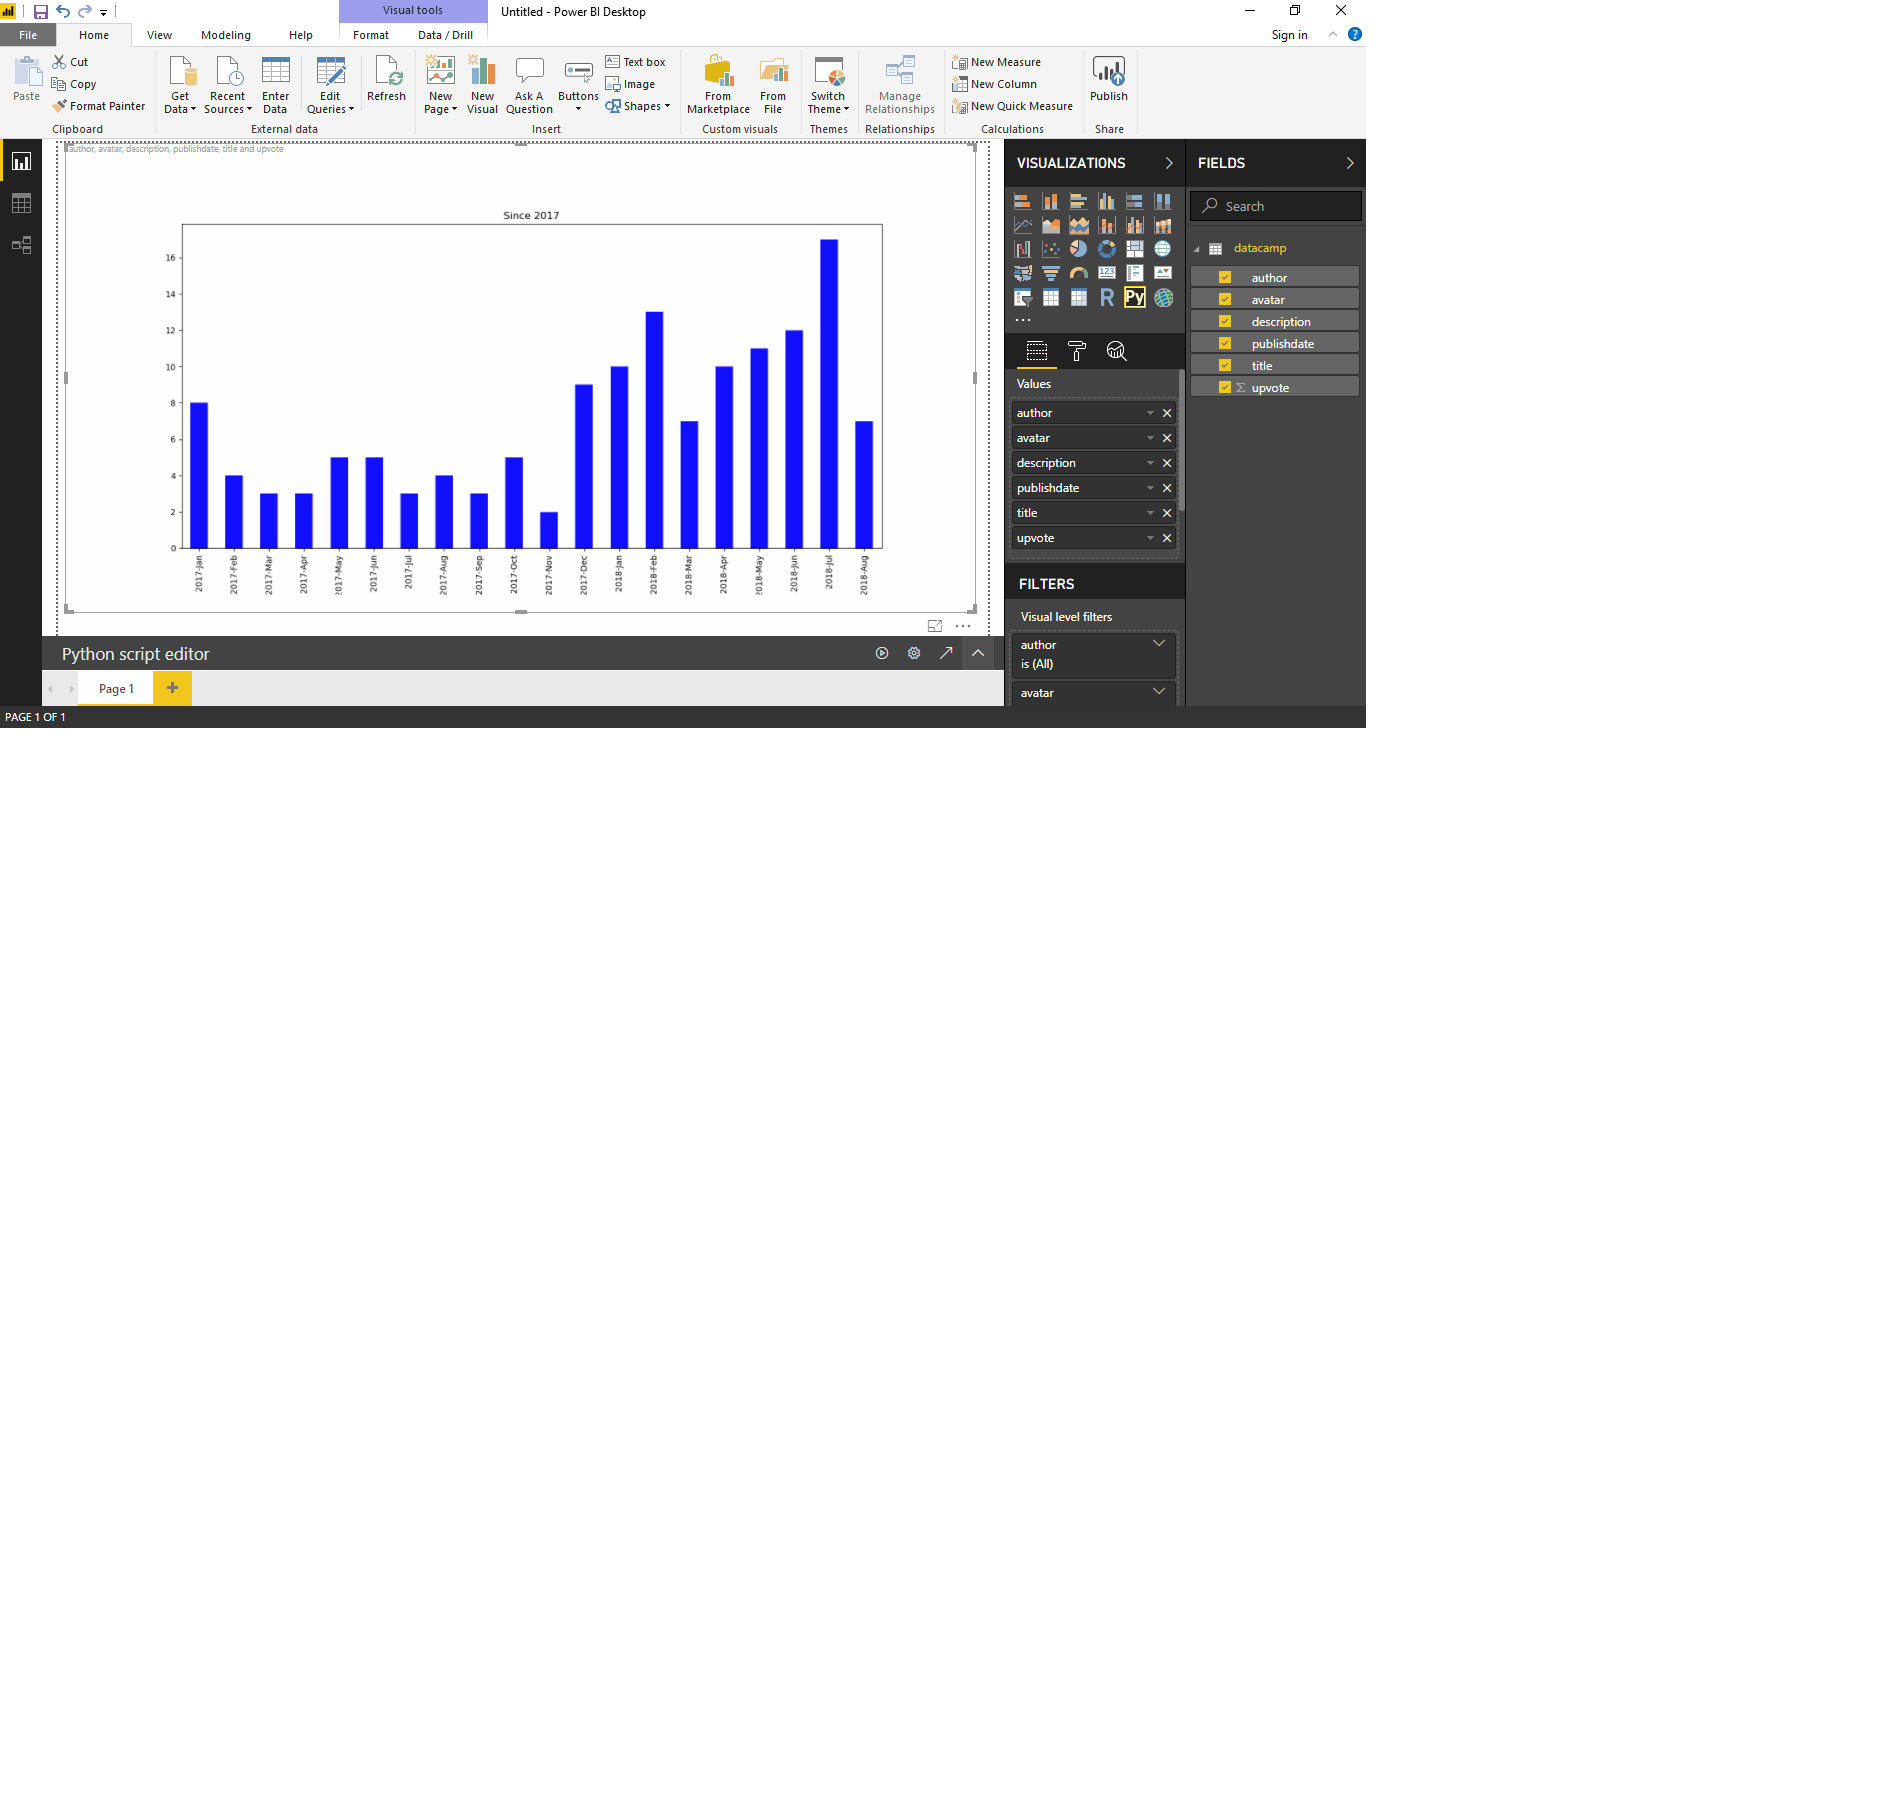 Visual tools
Untitled - Power BI Desktop
File Home View Modeling Help Format Data / Drill Sign in
Paste
Cut
Copy
Format Painter
Clipboard
Get Data
Recent Sources
Enter Data
Edit Queries
Refresh
External data
New Page
New Visual
Ask A Question
Buttons
Text box
Image
Shapes
Insert
From Marketplace
From File
Custom visuals
Switch Theme
Themes
Manage Relationships
Relationships
New Measure
New Column
New Quick Measure
Calculations
Publish
Share
author, avatar, description, publishdate, title and upvote
Since 2017
16
14
12
10
8
6
4
2
0
2017-Jan
2017-Feb
2017-Mar
2017-Apr
2017-May
2017-Jun
2017-Jul
2017-Aug
2017-Sep
2017-Oct
2017-Nov
2017-Dec
2018-Jan
2018-Feb
2018-Mar
2018-Apr
2018-May
2018-Jun
2018-Jul
2018-Aug
Python script editor
Page 1
PAGE 1 OF 1
VISUALIZATIONS
123
R
Py
Values
author
avatar
description
publishdate
title
upvote
FILTERS
Visual level filters
author
is (All)
avatar
FIELDS
Search
datacamp
author
avatar
description
publishdate
title
Σ upvote